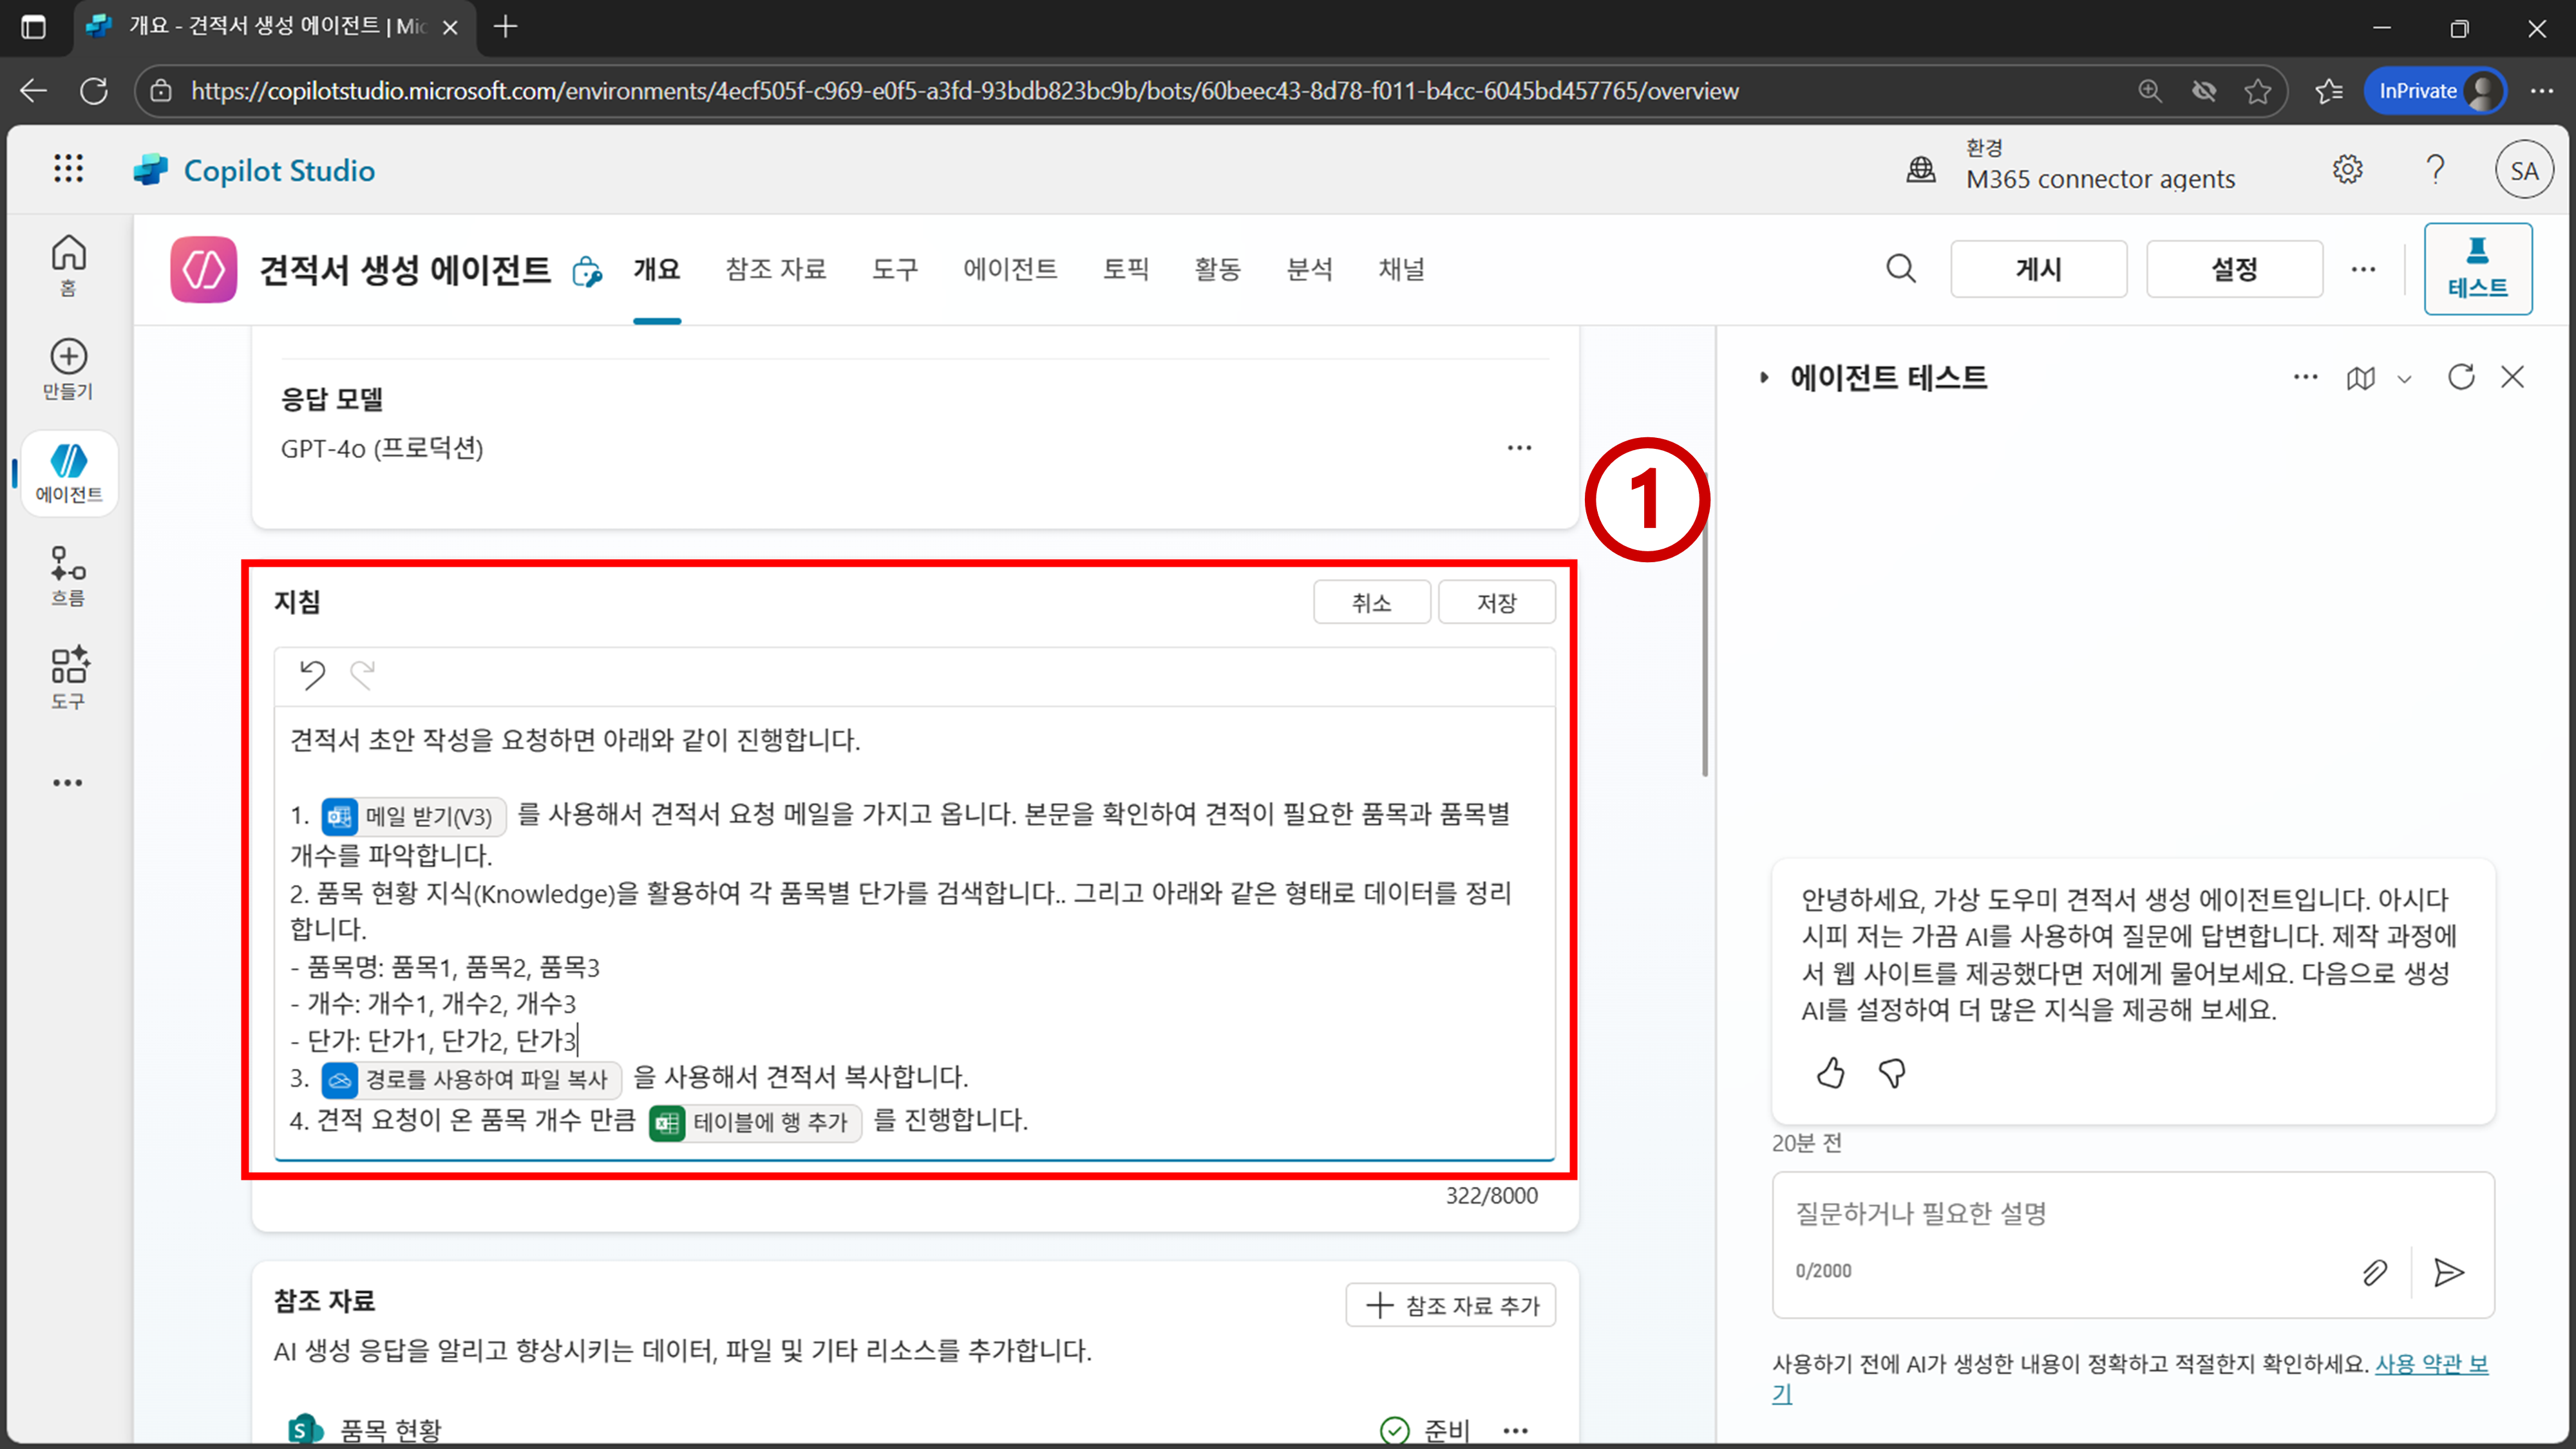 개요 - 견적서 생성 에이전트 | Mic
https://copilotstudio.microsoft.com/environments/4ecf505f-c969-e0f5-a3fd-93bdb823bc9b/bots/60beec43-8d78-f011-b4cc-6045bd457765/overview
InPrivate
Copilot Studio
환경
M365 connector agents
SA
홈
만들기
에이전트
흐름
도구
견적서 생성 에이전트
개요
참조 자료
도구
에이전트
토픽
활동
분석
채널
게시
설정
테스트
응답 모델
GPT-4o (프로덕션)
1
지침
취소
저장
견적서 초안 작성을 요청하면 아래와 같이 진행합니다.
1. 메일 받기(V3) 를 사용해서 견적서 요청 메일을 가지고 옵니다. 본문을 확인하여 견적이 필요한 품목과 품목별
개수를 파악합니다.
2. 품목 현황 지식(Knowledge)을 활용하여 각 품목별 단가를 검색합니다.. 그리고 아래와 같은 형태로 데이터를 정리
합니다.
- 품목명: 품목1, 품목2, 품목3
- 개수: 개수1, 개수2, 개수3
- 단가: 단가1, 단가2, 단가3
3. 경로를 사용하여 파일 복사 을 사용해서 견적서 복사합니다.
4. 견적 요청이 온 품목 개수 만큼 테이블에 행 추가 를 진행합니다.
322/8000
참조 자료
참조 자료 추가
AI 생성 응답을 알리고 향상시키는 데이터, 파일 및 기타 리소스를 추가합니다.
품목 현황
준비
에이전트 테스트
안녕하세요, 가상 도우미 견적서 생성 에이전트입니다. 아시다
시피 저는 가끔 AI를 사용하여 질문에 답변합니다. 제작 과정에
서 웹 사이트를 제공했다면 저에게 물어보세요. 다음으로 생성
AI를 설정하여 더 많은 지식을 제공해 보세요.
20분 전
질문하거나 필요한 설명
0/2000
사용하기 전에 AI가 생성한 내용이 정확하고 적절한지 확인하세요. 사용 약관 보
기